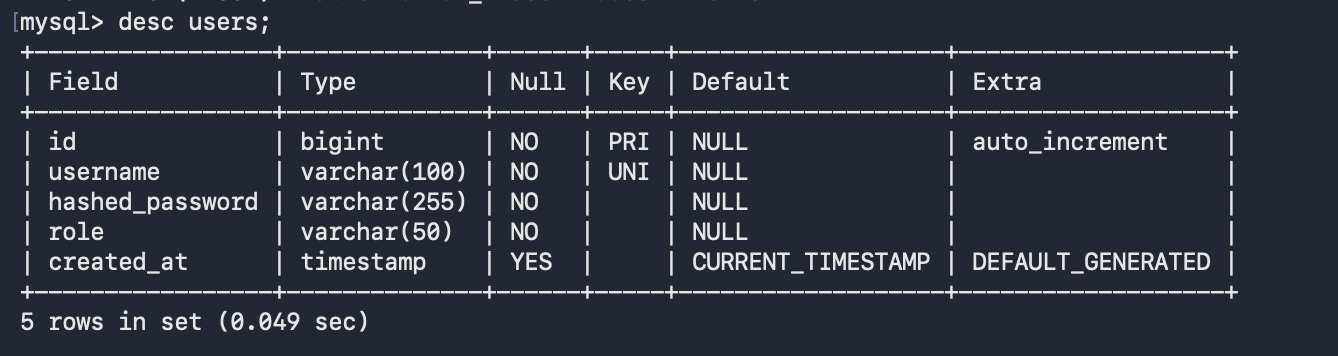 [mysql> desc users;
+------------------+--------------+------+-----+-------------------+-------------------+
| Field            | Type         | Null | Key | Default           | Extra             |
+------------------+--------------+------+-----+-------------------+-------------------+
| id               | bigint       | NO   | PRI | NULL              | auto_increment    |
| username         | varchar(100) | NO   | UNI | NULL              |                   |
| hashed_password  | varchar(255) | NO   |     | NULL              |                   |
| role             | varchar(50)  | NO   |     | NULL              |                   |
| created_at       | timestamp    | YES  |     | CURRENT_TIMESTAMP | DEFAULT_GENERATED |
+------------------+--------------+------+-----+-------------------+-------------------+
5 rows in set (0.049 sec)